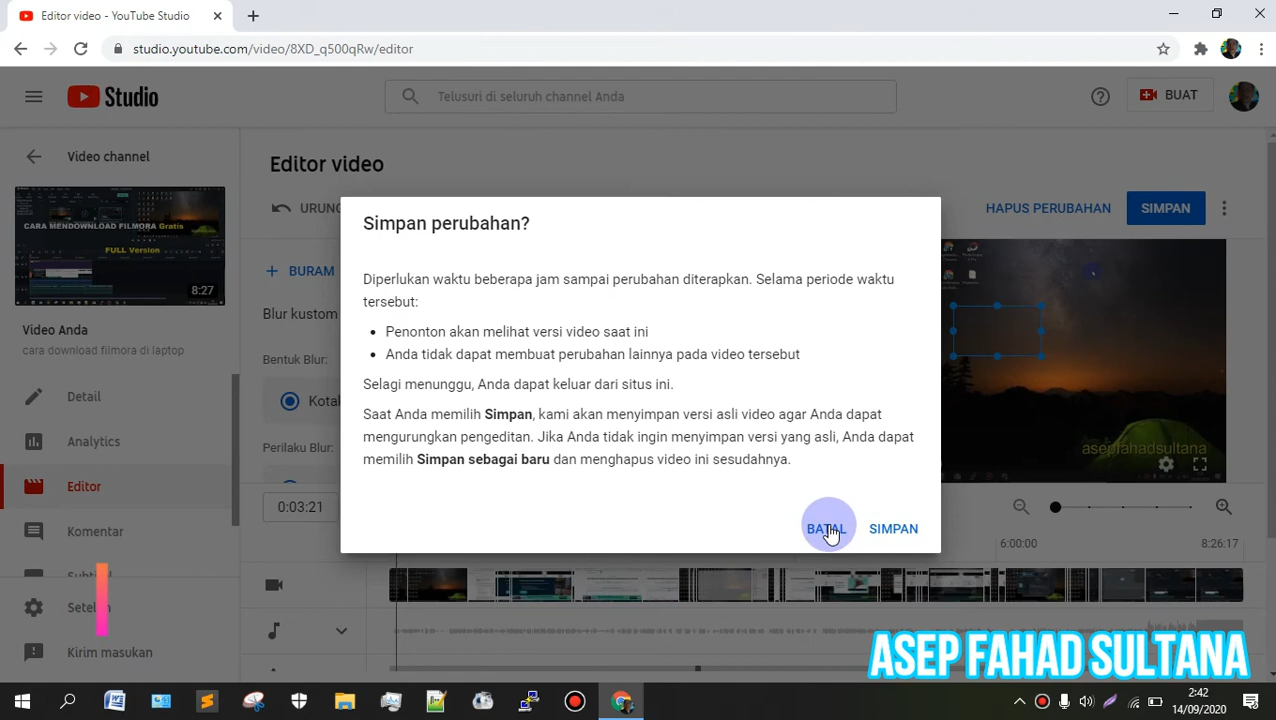 Editor video - YouTube Studio
studio.youtube.com/video/8XD_q500qRw/editor
Studio
Telusuri di seluruh channel Anda
BUAT
Video channel
Editor video
CARA MENDOWNLOAD FILMORA Gratis
FULL Version
8:27
URUNG
HAPUS PERUBAHAN
SIMPAN
Simpan perubahan?
Diperlukan waktu beberapa jam sampai perubahan diterapkan. Selama periode waktu
tersebut:
• Penonton akan melihat versi video saat ini
• Anda tidak dapat membuat perubahan lainnya pada video tersebut
Selagi menunggu, Anda dapat keluar dari situs ini.
Saat Anda memilih Simpan, kami akan menyimpan versi asli video agar Anda dapat
mengurungkan pengeditan. Jika Anda tidak ingin menyimpan versi yang asli, Anda dapat
memilih Simpan sebagai baru dan menghapus video ini sesudahnya.
BATAL
SIMPAN
+ BURAM
Blur kustom
Bentuk Blur:
Kotak
Perilaku Blur:
Video Anda
cara download filmora di laptop
Detail
Analytics
Editor
Komentar
Subtitel
Setelan
Kirim masukan
asepfahadsultana
0:03:21
6:00:00
8:26:17
ASEP FAHAD SULTANA
2:42
14/09/2020